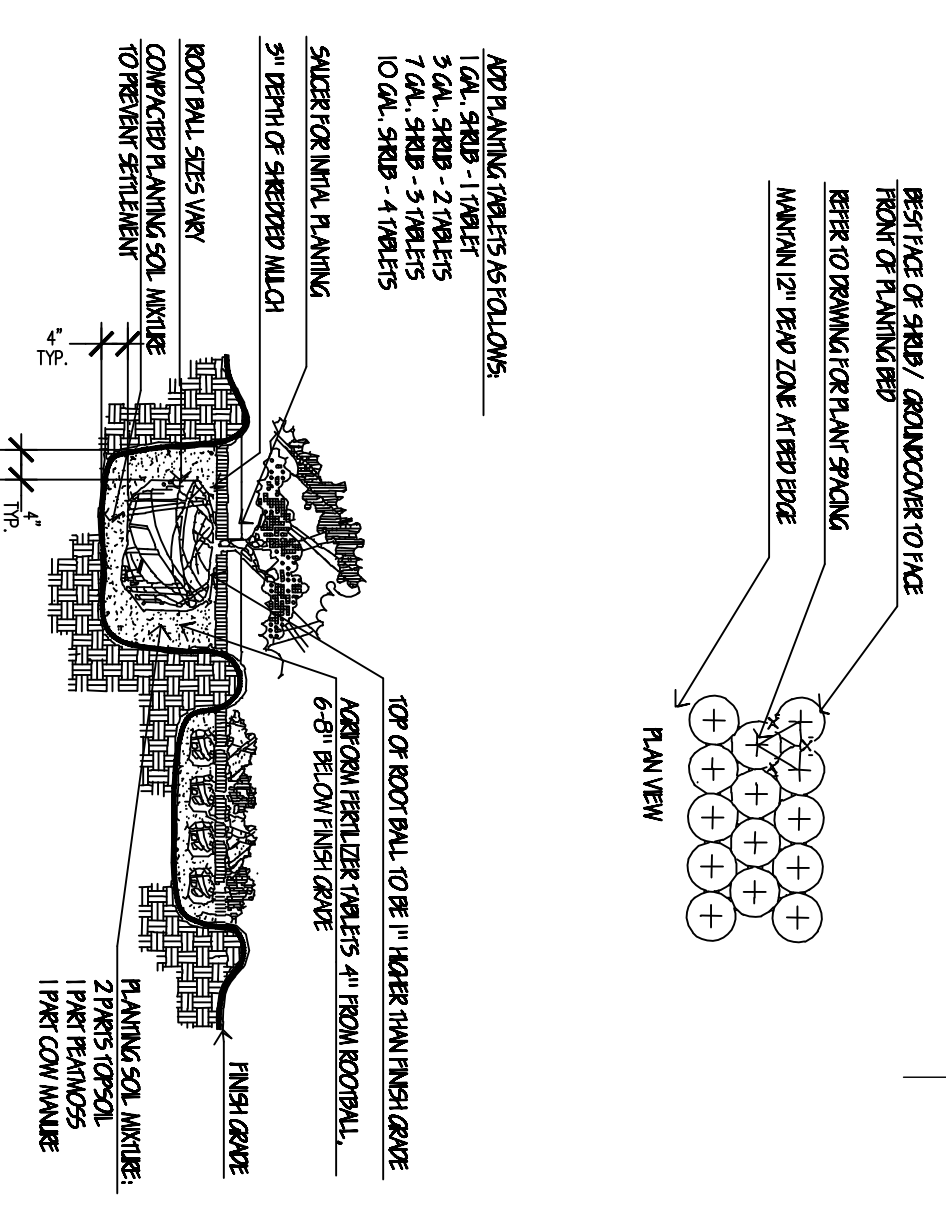 BEST FACE OF SHRUB / GROUNDCOVER TO FACE
FRONT OF PLANTING BED
REFER TO DRAWING FOR PLANT SPACING
MAINTAIN 12" DEAD ZONE AT BED EDGE
"X"
"X"
"X"
PLAN VIEW
ADD PLANTING TABLETS AS FOLLOWS:
1 GAL. SHRUB - 1 TABLET
3 GAL. SHRUB - 2 TABLETS
7 GAL. SHRUB - 3 TABLETS
10 GAL. SHRUB - 4 TABLETS
SAUCER FOR INITIAL PLANTING
3" DEPTH OF SHREDDED MULCH
ROOT BALL SIZES VARY
COMPACTED PLANTING SOIL MIXTURE
TO PREVENT SETTLEMENT
4"
TYP.
4"
TYP.
TOP OF ROOT BALL TO BE 1" HIGHER THAN FINISH GRADE
AGRIFORM FERTILIZER TABLETS 4" FROM ROOTBALL,
6-8" BELOW FINISH GRADE
FINISH GRADE
PLANTING SOIL MIXTURE:
2 PARTS TOPSOIL
1 PART PEATMOSS
1 PART COW MANURE